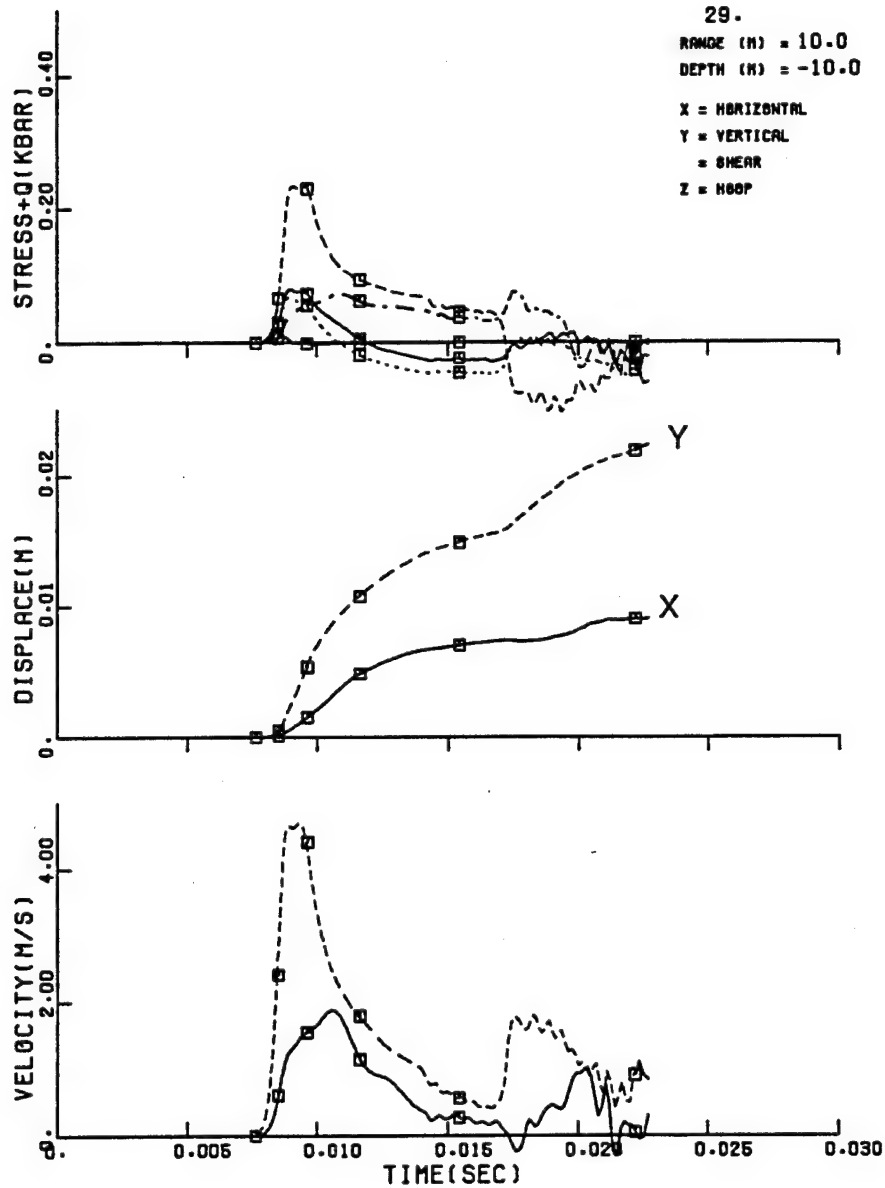 29.
RANGE (M) = 10.0
DEPTH (M) = -10.0
X = HORIZONTAL
Y = VERTICAL
= SHEAR
Z = HOOP
STRESS+Q(KBAR)
0.40
0.20
0.
DISPLACE(M)
0.02
0.01
0.
Y
X
VELOCITY(M/S)
4.00
2.00
0.
0.
0.005
0.010
0.015
0.020
0.025
0.030
TIME(SEC)